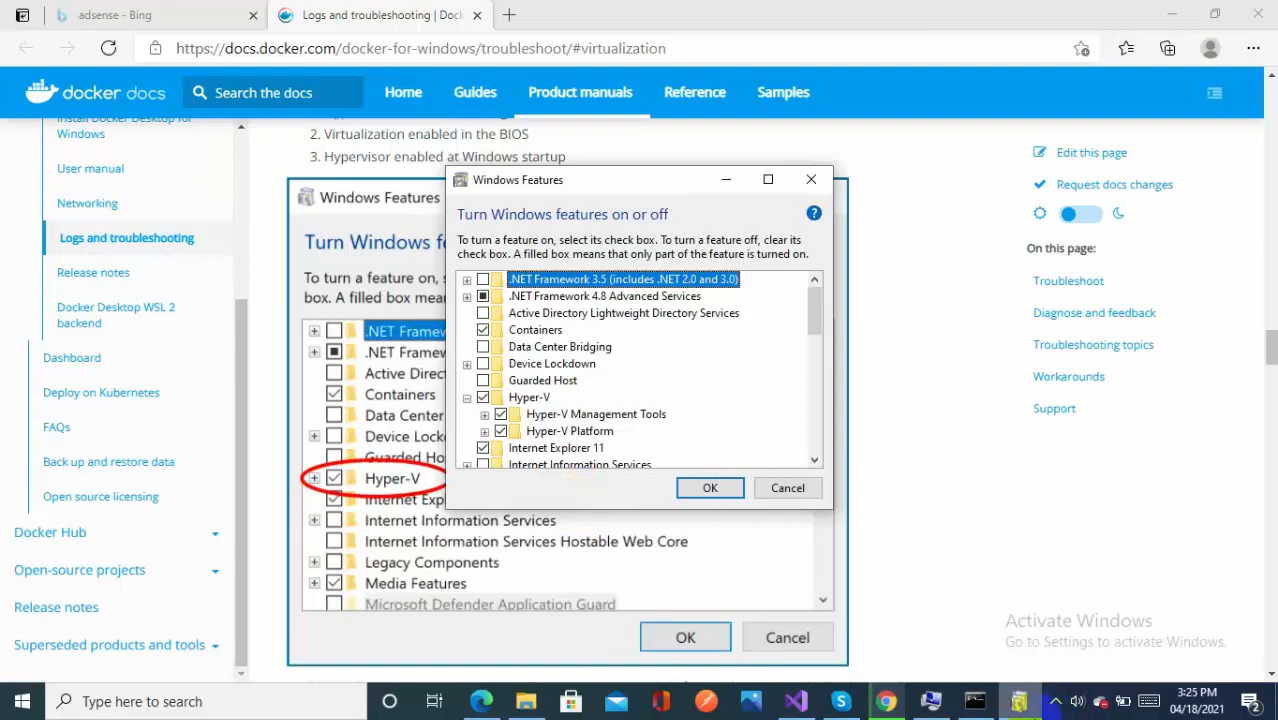 adsense - Bing
Logs and troubleshooting | Doc
https://docs.docker.com/docker-for-windows/troubleshoot/#virtualization
docker docs
Search the docs
Home
Guides
Product manuals
Reference
Samples
Install Docker Desktop for
Windows
User manual
Networking
Logs and troubleshooting
Release notes
Docker Desktop WSL 2
backend
Dashboard
Deploy on Kubernetes
FAQs
Back up and restore data
Open source licensing
Docker Hub
Open-source projects
Release notes
Superseded products and tools
2. Virtualization enabled in the BIOS
3. Hypervisor enabled at Windows startup
Windows Features
Turn Windows fe
To turn a feature on, s
box. A filled box mean
.NET Framew
.NET Framew
Active Direct
Containers
Data Center
Device Lock
Guarded Ho
Hyper-V
Internet Exp
Internet Information Services
Internet Information Services Hostable Web Core
Legacy Components
Media Features
Microsoft Defender Application Guard
OK
Cancel
Windows Features
Turn Windows features on or off
To turn a feature on, select its check box. To turn a feature off, clear its
check box. A filled box means that only part of the feature is turned on.
.NET Framework 3.5 (includes .NET 2.0 and 3.0)
.NET Framework 4.8 Advanced Services
Active Directory Lightweight Directory Services
Containers
Data Center Bridging
Device Lockdown
Guarded Host
Hyper-V
Hyper-V Management Tools
Hyper-V Platform
Internet Explorer 11
Internet Information Services
OK
Cancel
Edit this page
Request docs changes
On this page:
Troubleshoot
Diagnose and feedback
Troubleshooting topics
Workarounds
Support
Activate Windows
Go to Settings to activate Windows.
Type here to search
3:25 PM
04/18/2021
2